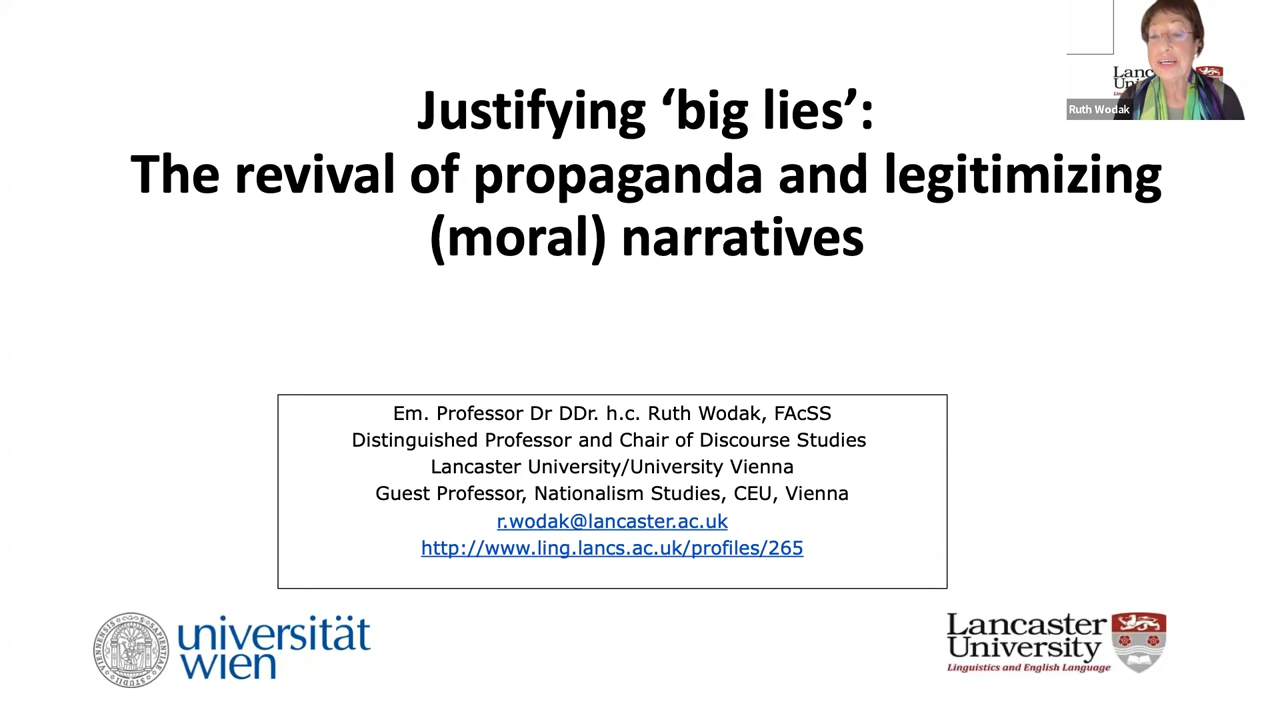 Justifying ‘big lies’:
The revival of propaganda and legitimizing
(moral) narratives
Ruth Wodak
Em. Professor Dr DDr. h.c. Ruth Wodak, FAcSS
Distinguished Professor and Chair of Discourse Studies
Lancaster University/University Vienna
Guest Professor, Nationalism Studies, CEU, Vienna
r.wodak@lancaster.ac.uk
http://www.ling.lancs.ac.uk/profiles/265
universität
wien
Lancaster
University
Linguistics and English Language